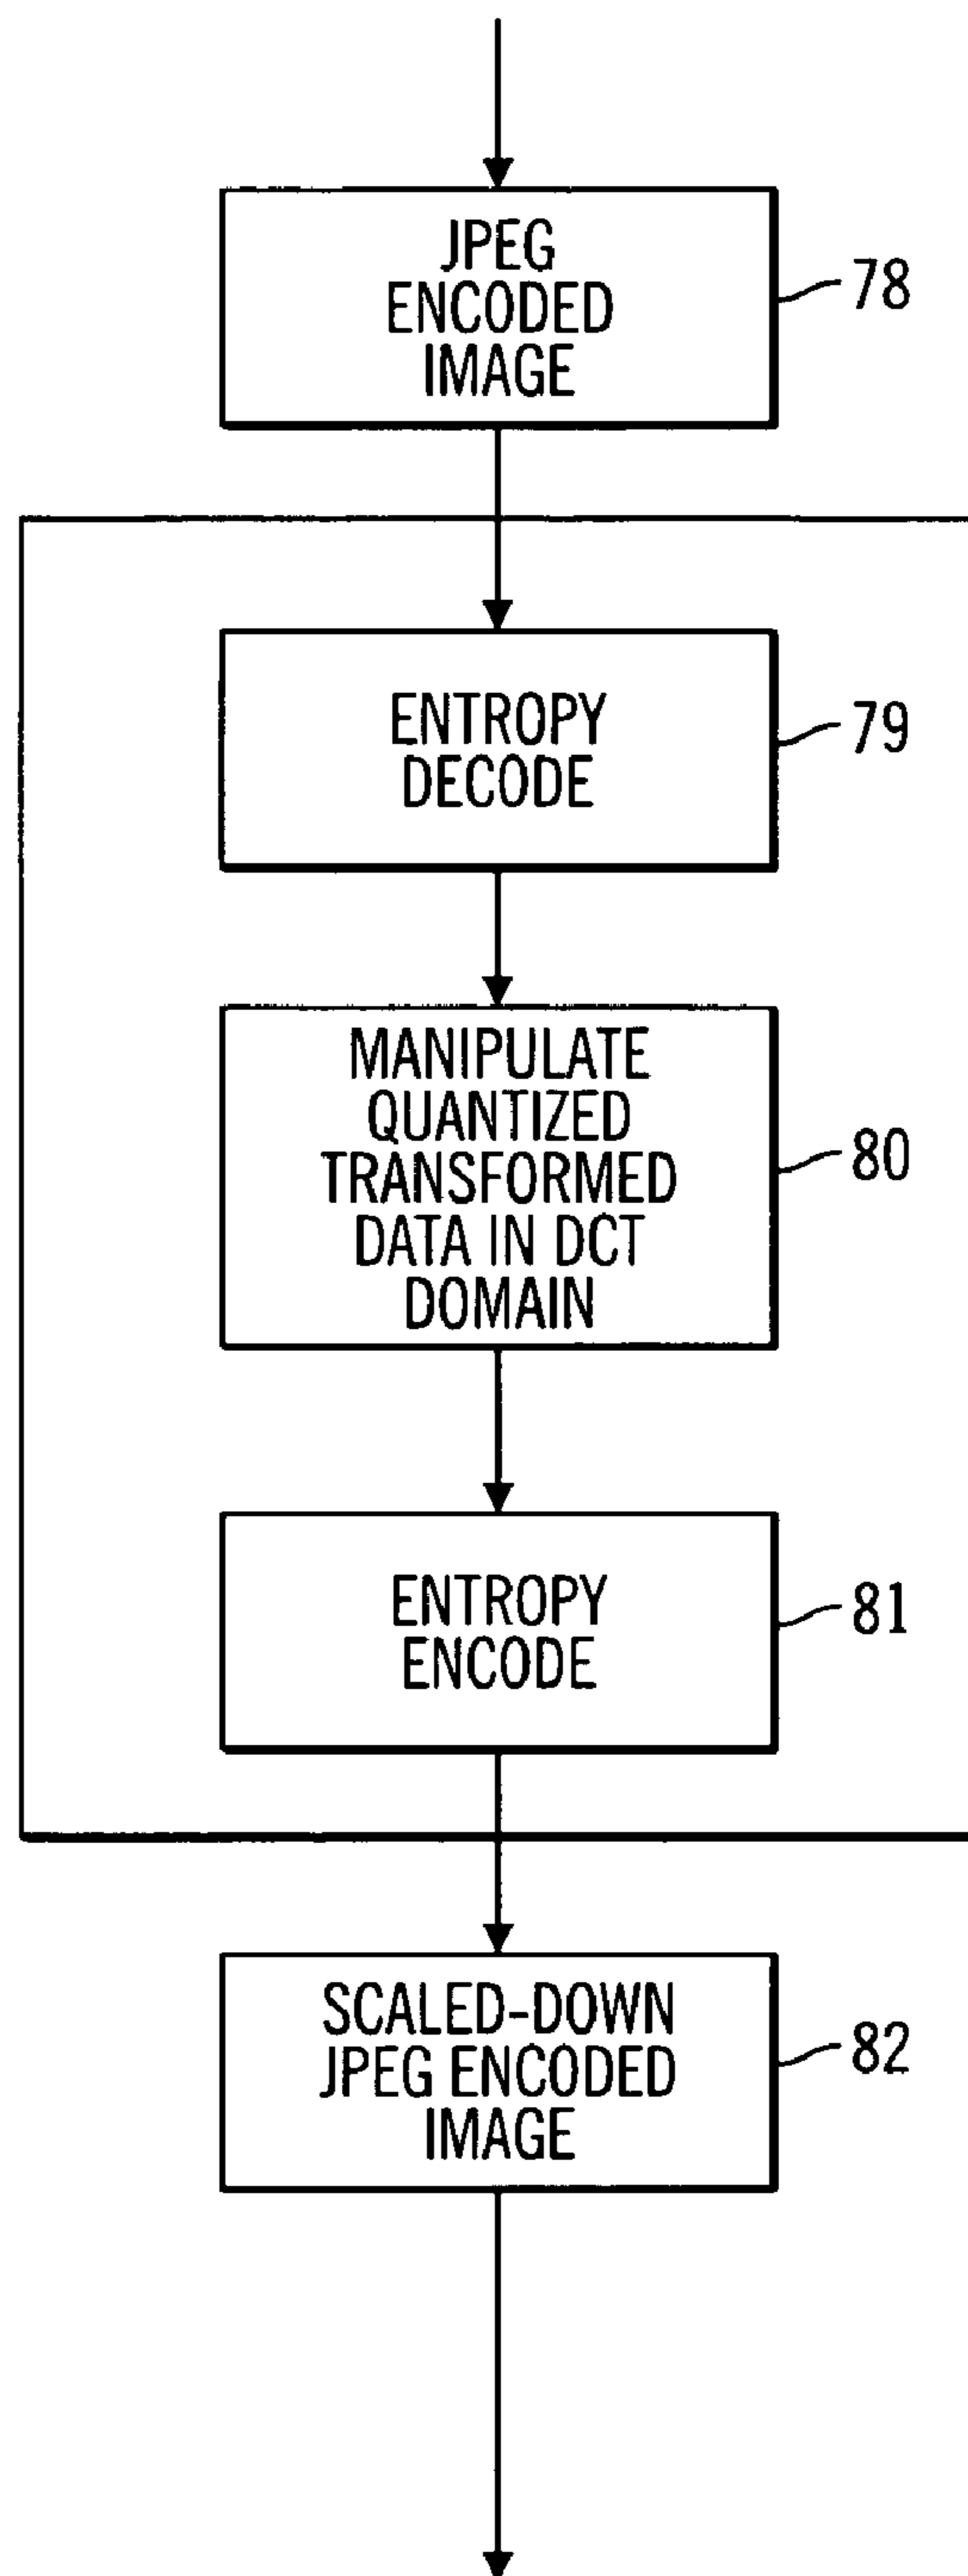 JPEG
ENCODED
IMAGE
78
ENTROPY
DECODE
79
MANIPULATE
QUANTIZED
TRANSFORMED
DATA IN DCT
DOMAIN
80
ENTROPY
ENCODE
81
SCALED-DOWN
JPEG ENCODED
IMAGE
82